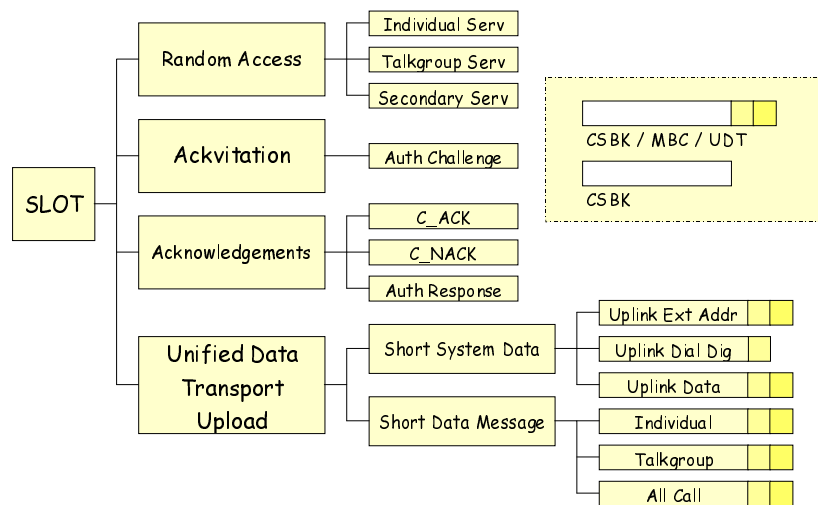 SLOT
Random Access
Individual Serv
Talkgroup Serv
Secondary Serv
Ackvitation
Auth Challenge
Acknowledgements
C_ACK
C_NACK
Auth Response
Unified Data
Transport
Upload
Short System Data
Uplink Ext Addr
Uplink Dial Dig
Uplink Data
Short Data Message
Individual
Talkgroup
All Call
CSBK / MBC / UDT
CSBK